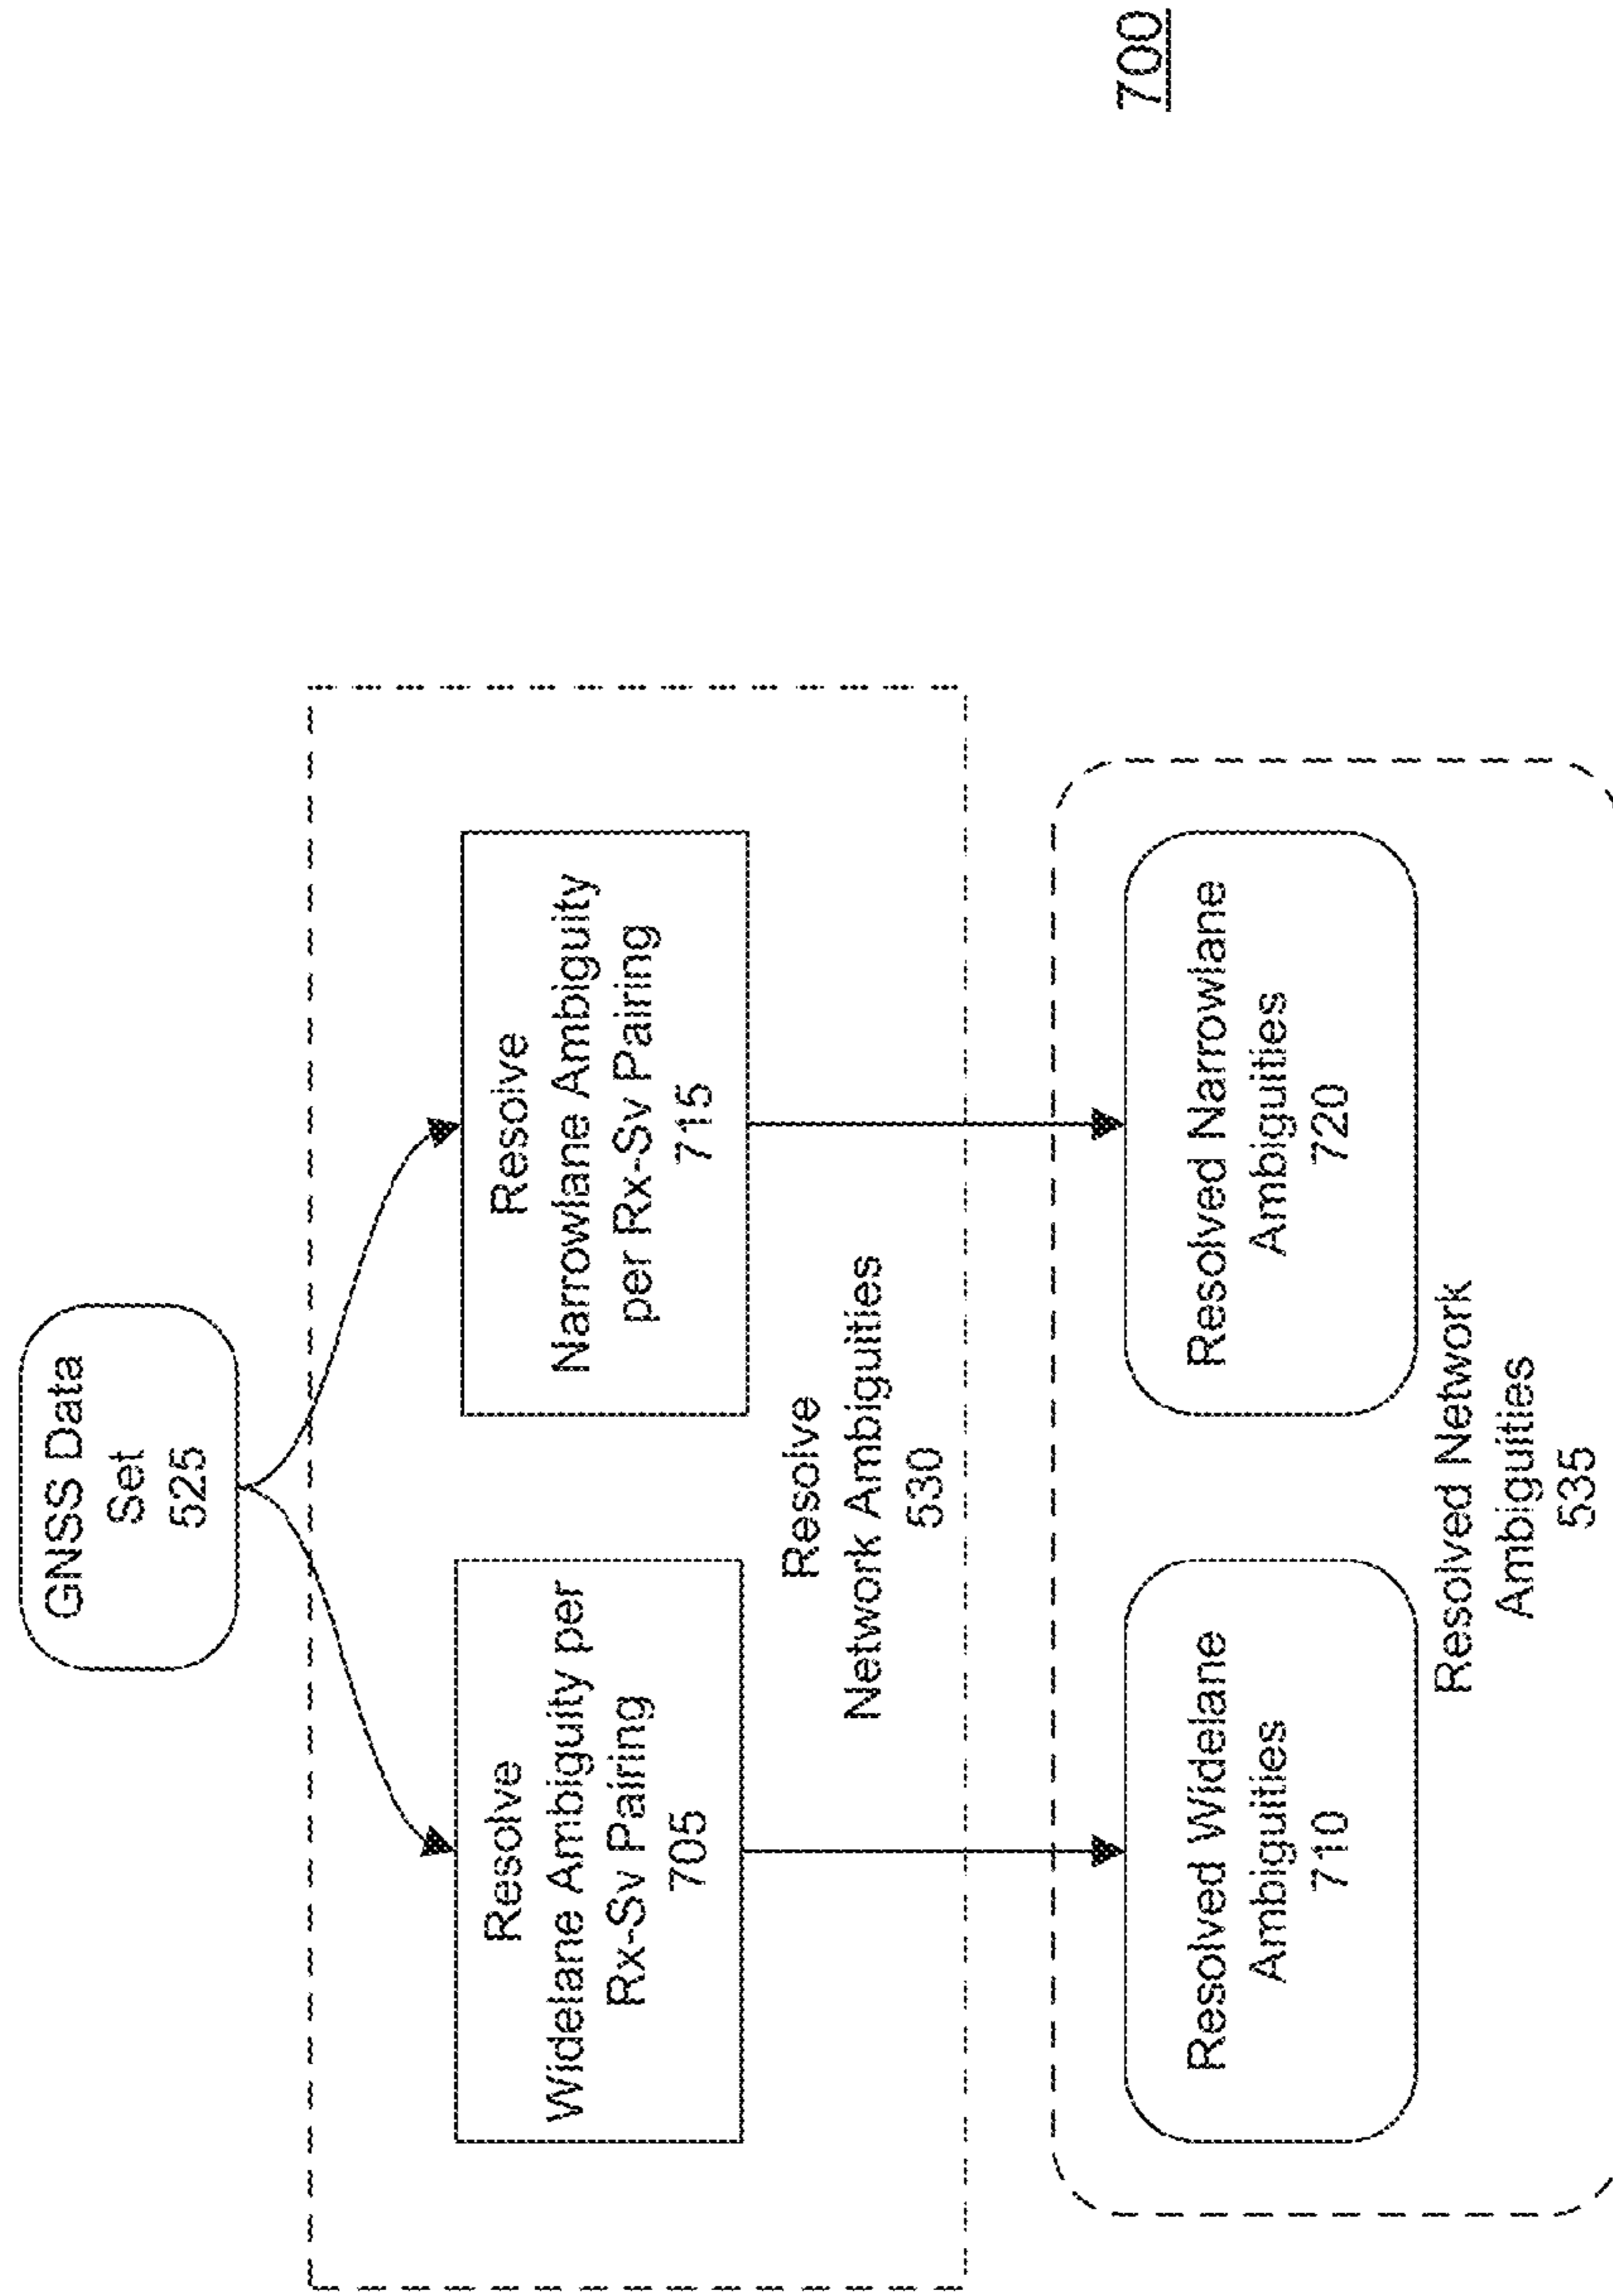 GNSS Data
Set
525
Resolve
Widelane Ambiguity per
Rx-Sv Pairing
705
Resolve
Narrowlane Ambiguity
per Rx-Sv Pairing
715
Resolve
Network Ambiguities
530
Resolved Widelane
Ambiguities
710
Resolved Narrowlane
Ambiguities
720
Resolved Network
Ambiguities
535
700